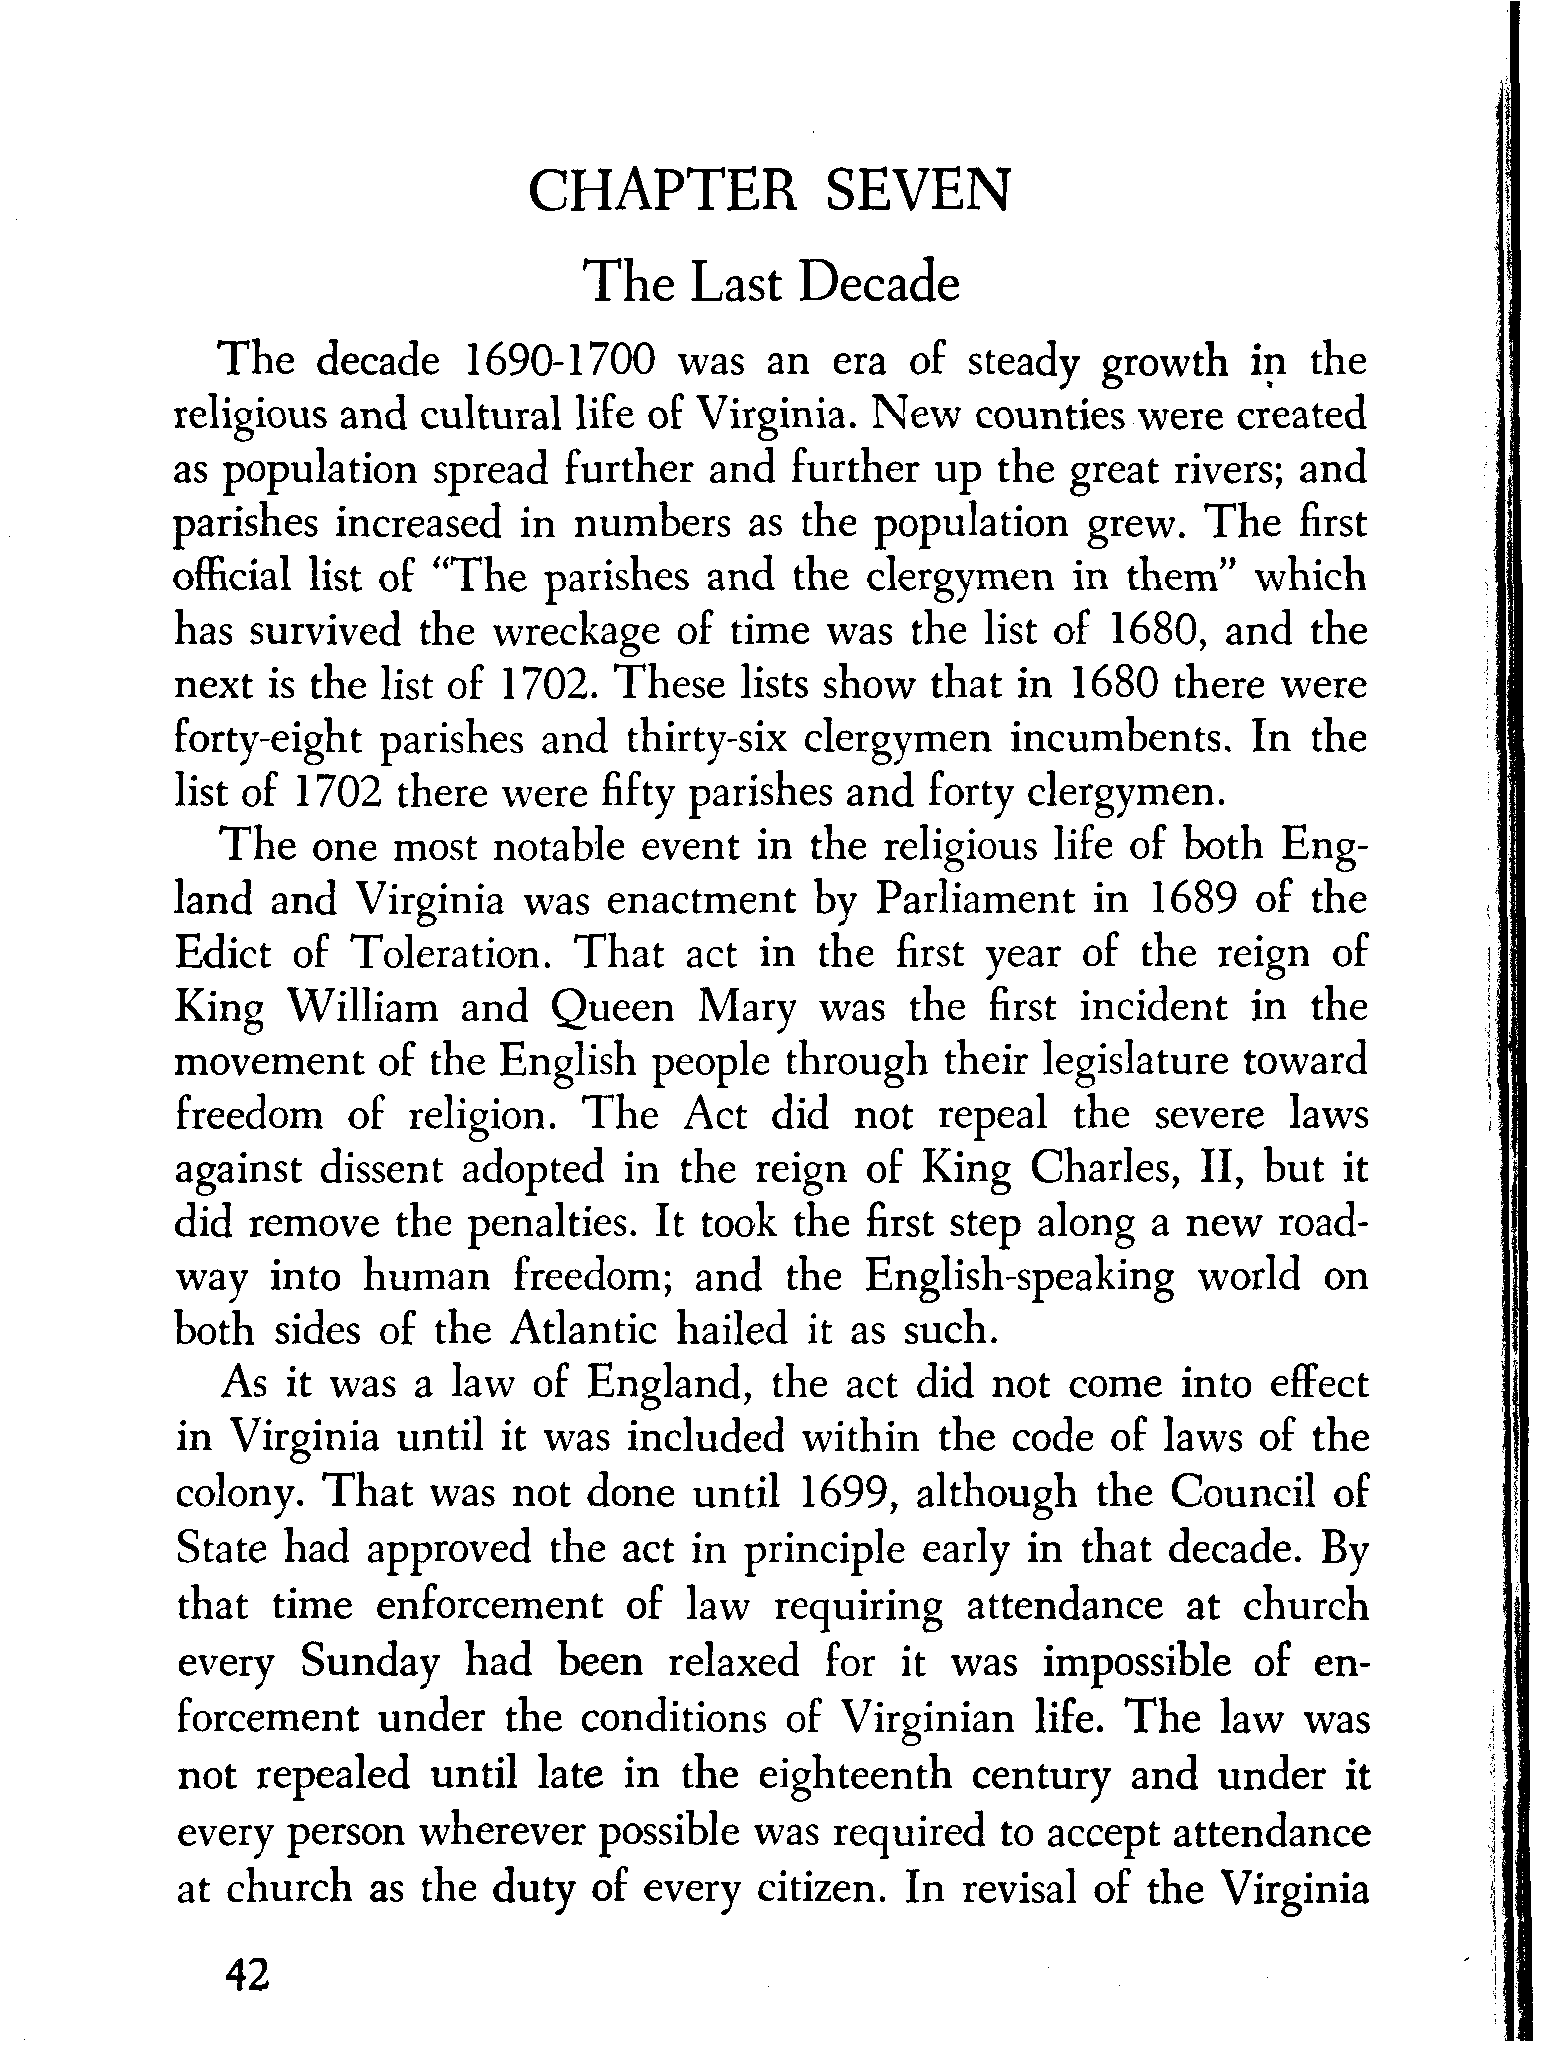 CHAPTER SEVEN
The Last Decade
The decade 1690-1700 was an era of steady growth in the
religious and cultural life of Virginia. New counties were created
as population spread further and further up the great rivers; and
parishes increased in numbers as the population grew. The first
official list of "The parishes and the clergymen in them" which
has survived the wreckage of time was the list of 1680, and the
next is the list of 1702. These lists show that in 1680 there were
forty-eight parishes and thirty-six clergymen incumbents. In the
list of 1702 there were fifty parishes and forty clergymen.
The one most notable event in the religious life of both Eng-
land and Virginia was enactment by Parliament in 1689 of the
Edict of Toleration. That act in the first year of the reign of
King William and Queen Mary was the first incident in the
movement of the English people through their legislature toward
freedom of religion. The Act did not repeal the severe laws
against dissent adopted in the reign of King Charles, II, but it
did remove the penalties. It took the first step along a new road-
way into human freedom; and the English-speaking world on
both sides of the Atlantic hailed it as such.
As it was a law of England, the act did not come into effect
in Virginia until it was included within the code of laws of the
colony. That was not done until 1699, although the Council of
State had approved the act in principle early in that decade. By
that time enforcement of law requiring attendance at church
every Sunday had been relaxed for it was impossible of en-
forcement under the conditions of Virginian life. The law was
not repealed until late in the eighteenth century and under it
every person wherever possible was required to accept attendance
at church as the duty of every citizen. In revisal of the Virginia
42